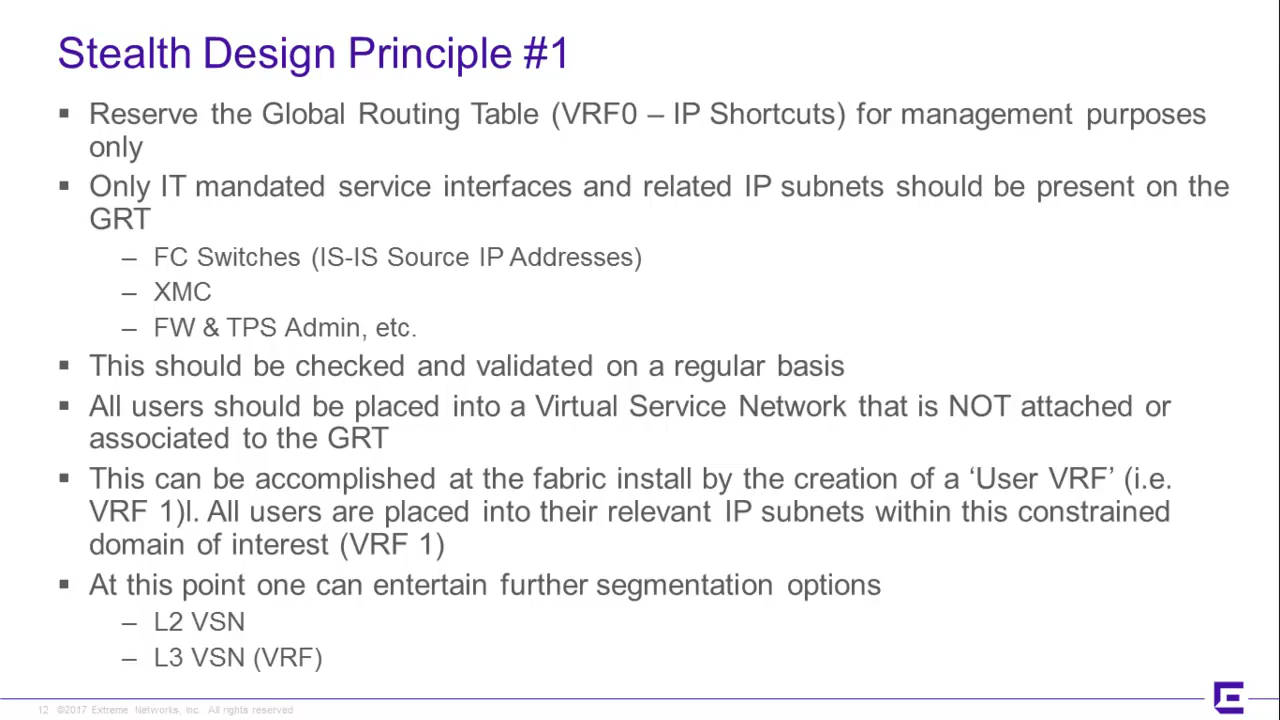 Stealth Design Principle #1
▪ Reserve the Global Routing Table (VRF0 – IP Shortcuts) for management purposes
only
▪ Only IT mandated service interfaces and related IP subnets should be present on the
GRT
– FC Switches (IS-IS Source IP Addresses)
– XMC
– FW & TPS Admin, etc.
▪ This should be checked and validated on a regular basis
▪ All users should be placed into a Virtual Service Network that is NOT attached or
associated to the GRT
▪ This can be accomplished at the fabric install by the creation of a ‘User VRF’ (i.e.
VRF 1)l. All users are placed into their relevant IP subnets within this constrained
domain of interest (VRF 1)
▪ At this point one can entertain further segmentation options
– L2 VSN
– L3 VSN (VRF)
12 ©2017 Extreme Networks, Inc. All rights reserved